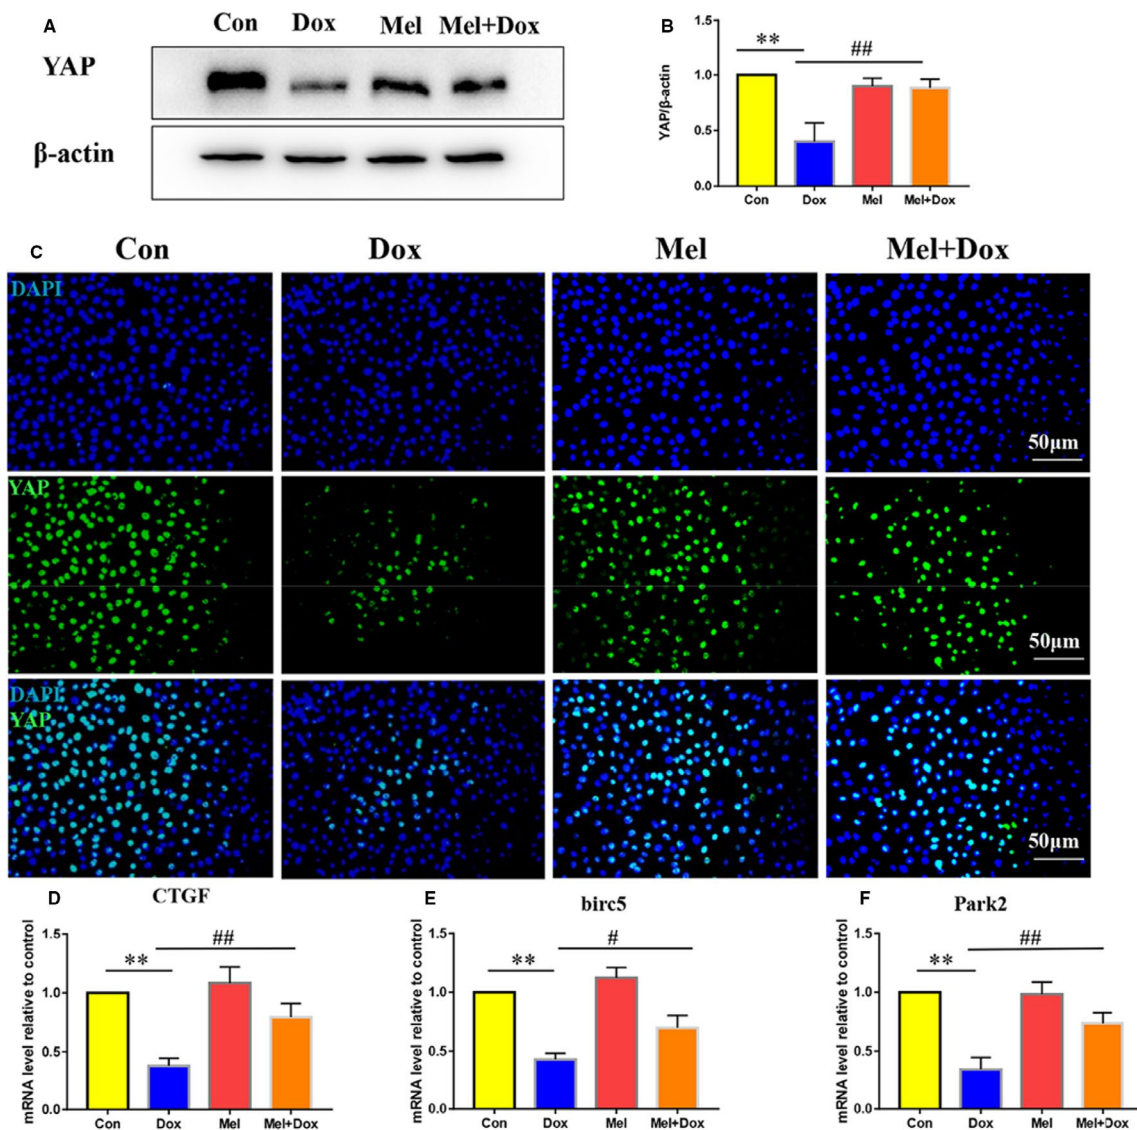 A
Con Dox Mel Mel+Dox
YAP
β-actin
B
** ##
YAP/β-actin
1.5
1.0
0.5
0.0
Con Dox Mel Mel+Dox
C
Con Dox Mel Mel+Dox
DAPI
50μm
YAP
50μm
DAPI
YAP
50μm
D
CTGF
mRNA level relative to control
1.5
1.0
0.5
0.0
** ##
Con Dox Mel Mel+Dox
E
birc5
mRNA level relative to control
1.5
1.0
0.5
0.0
** #
Con Dox Mel Mel+Dox
F
Park2
mRNA level relative to control
1.5
1.0
0.5
0.0
** ##
Con Dox Mel Mel+Dox